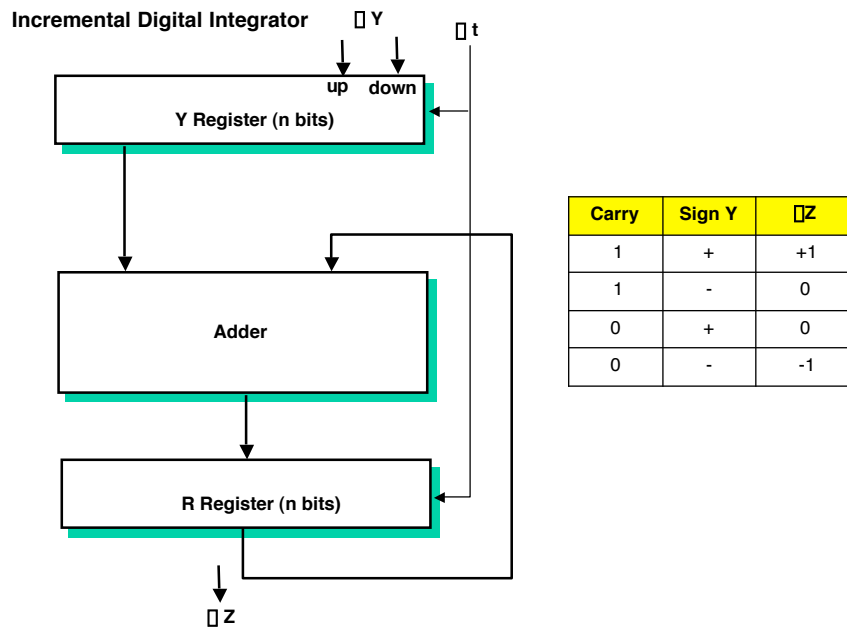 Incremental Digital Integrator
▯ Y
▯ t
up down
Y Register (n bits)
Adder
R Register (n bits)
▯ Z
Carry Sign Y ▯Z
1 + +1
1 - 0
0 + 0
0 - -1